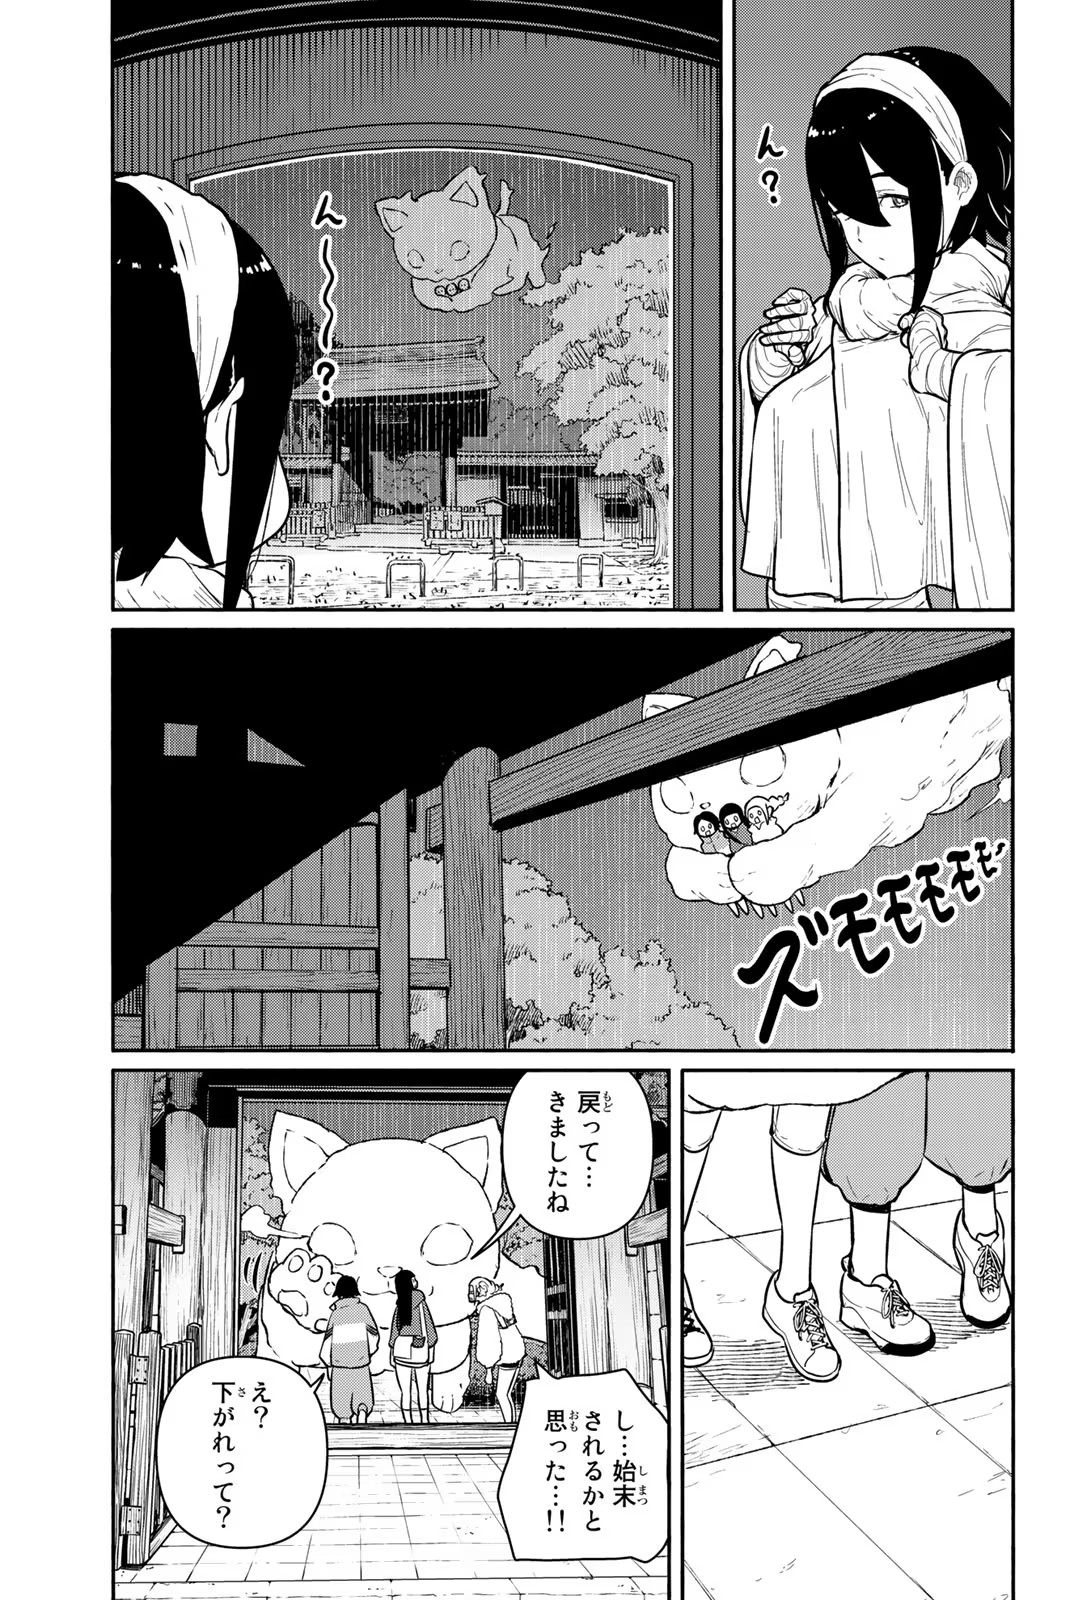 ん?
ん〜〜〜?
ズモモモモモ
戻って…
きましたね
し…始末
されるかと
思った…!!
え?
下がれって?